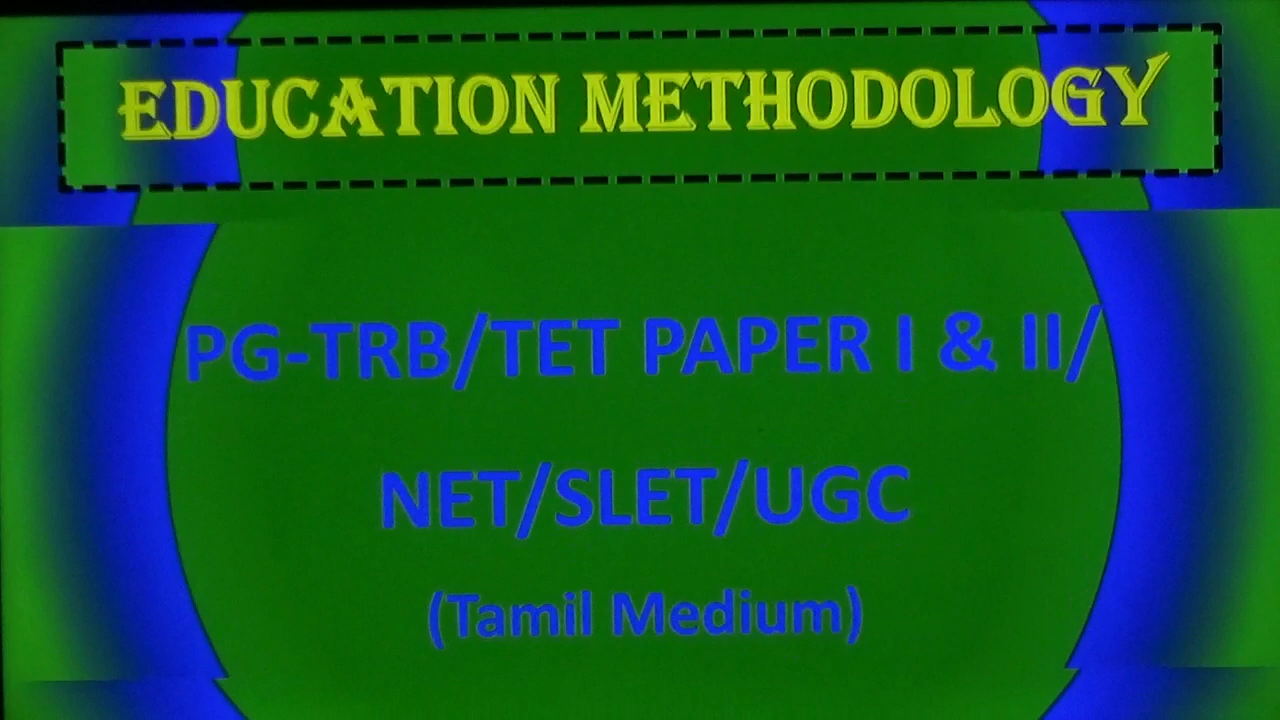 EDUCATION METHODOLOGY
PG-TRB/TET PAPER I & II/
NET/SLET/UGC
(Tamil Medium)